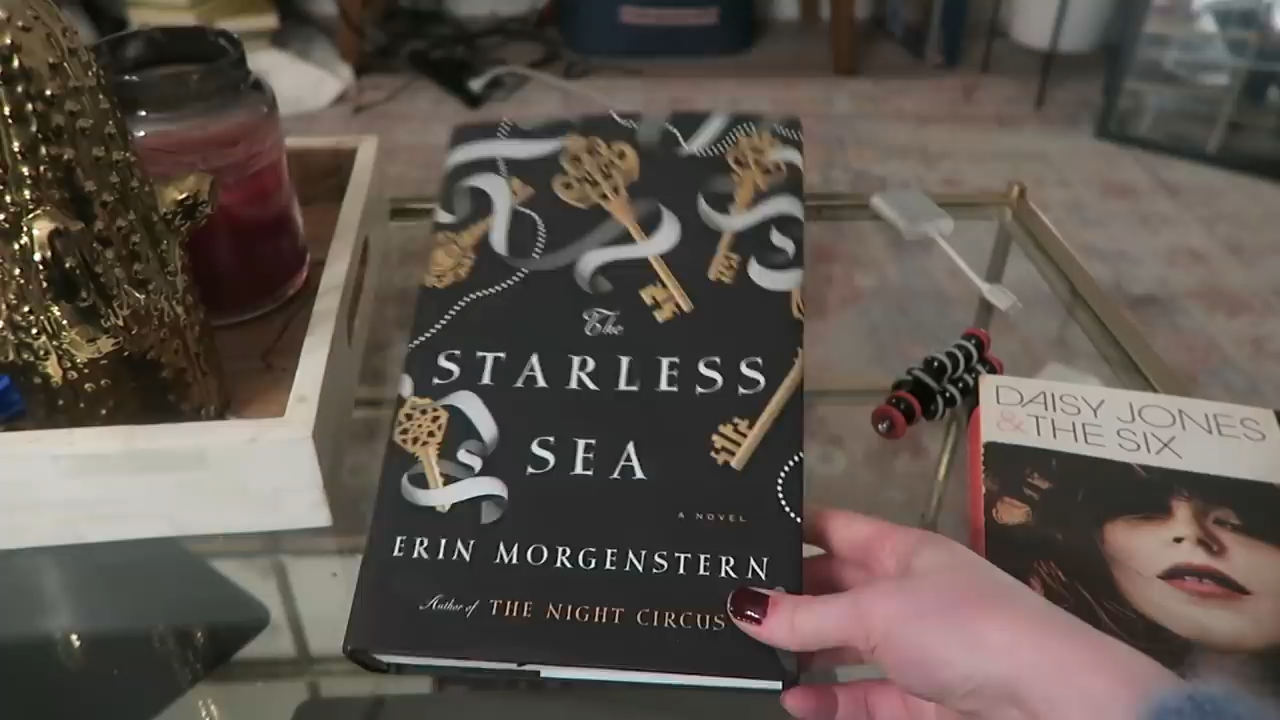 The
STARLESS
SEA
A NOVEL
ERIN MORGENSTERN
Author of THE NIGHT CIRCUS
DAISY JONES
& THE SIX